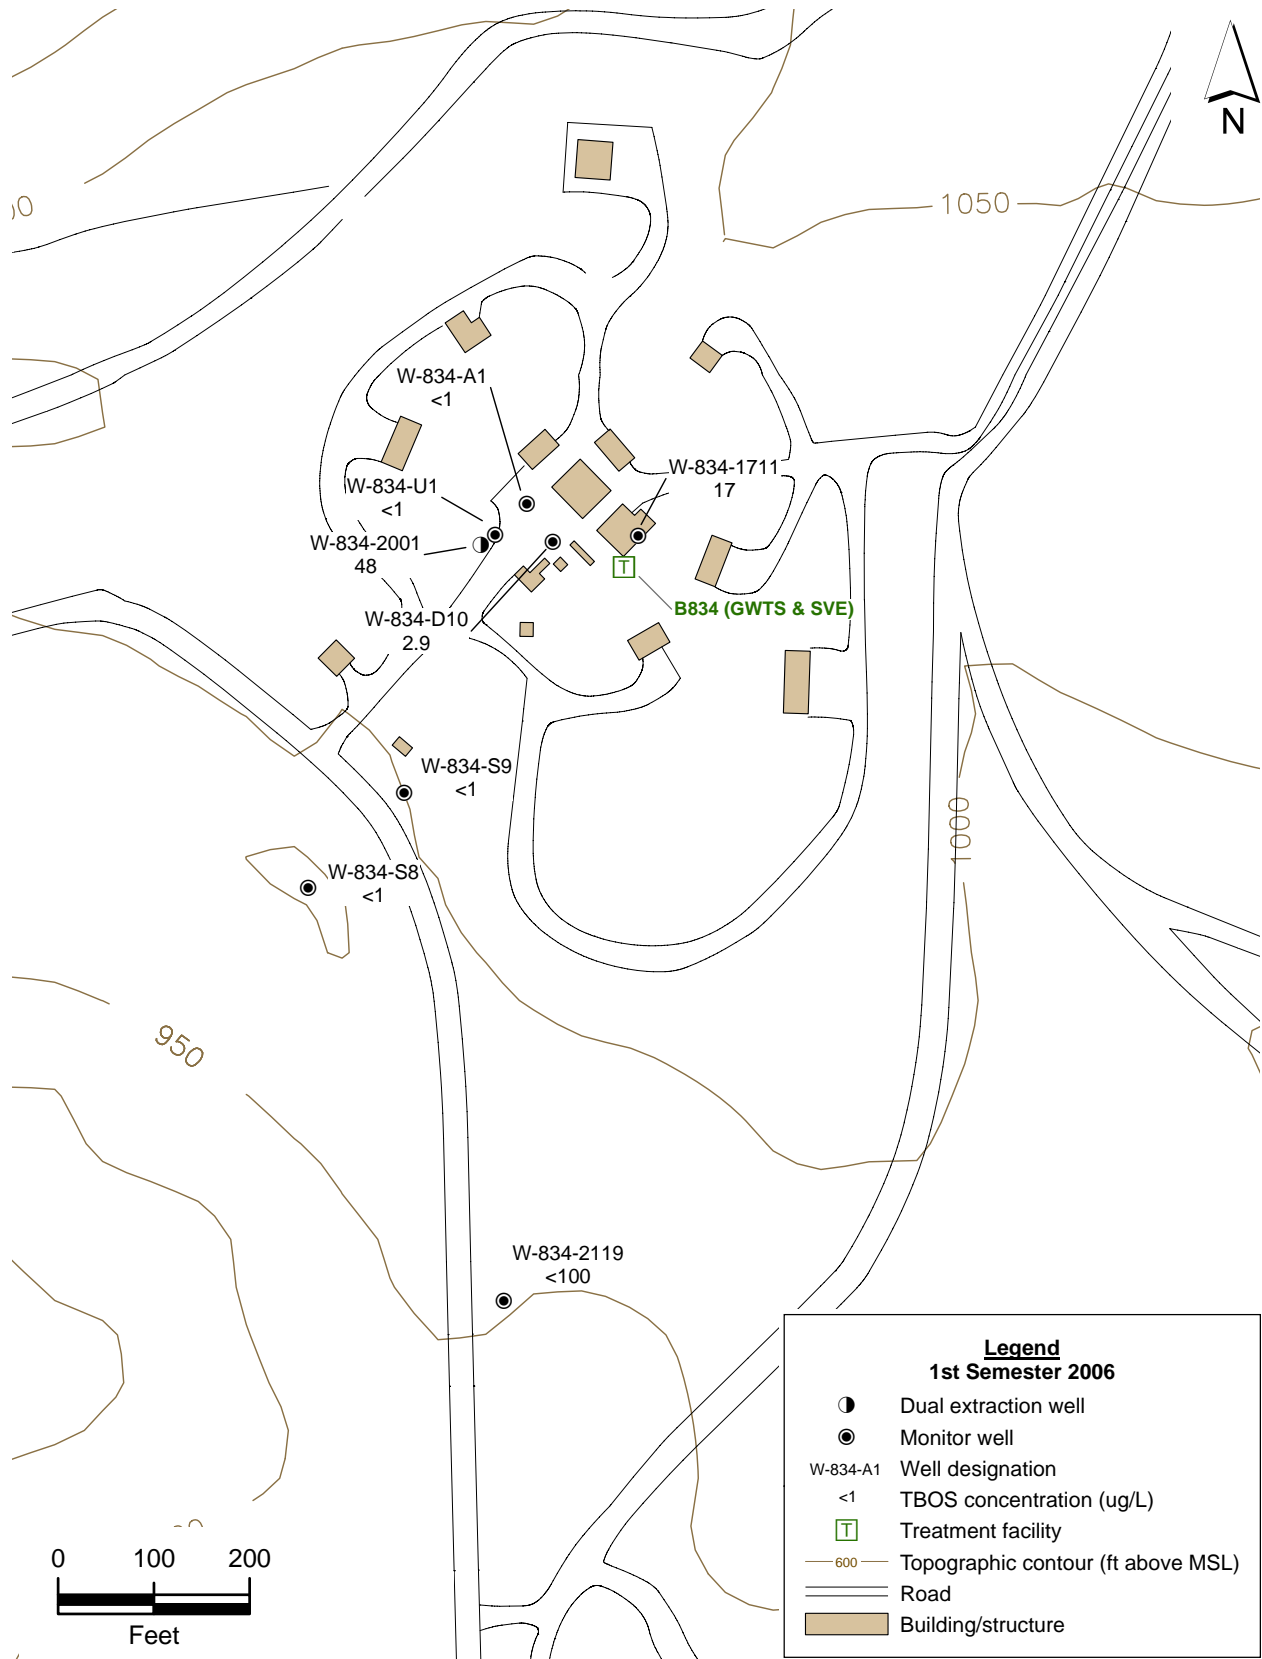 N
1050
W-834-A1
<1
W-834-1711
17
W-834-U1
<1
W-834-2001
48
B834 (GWTS & SVE)
W-834-D10
2.9
W-834-S9
<1
1000
W-834-S8
<1
950
W-834-2119
<100
0 100 200
Feet
Legend
1st Semester 2006
Dual extraction well
Monitor well
W-834-A1 Well designation
<1 TBOS concentration (ug/L)
T Treatment facility
600 Topographic contour (ft above MSL)
Road
Building/structure
T